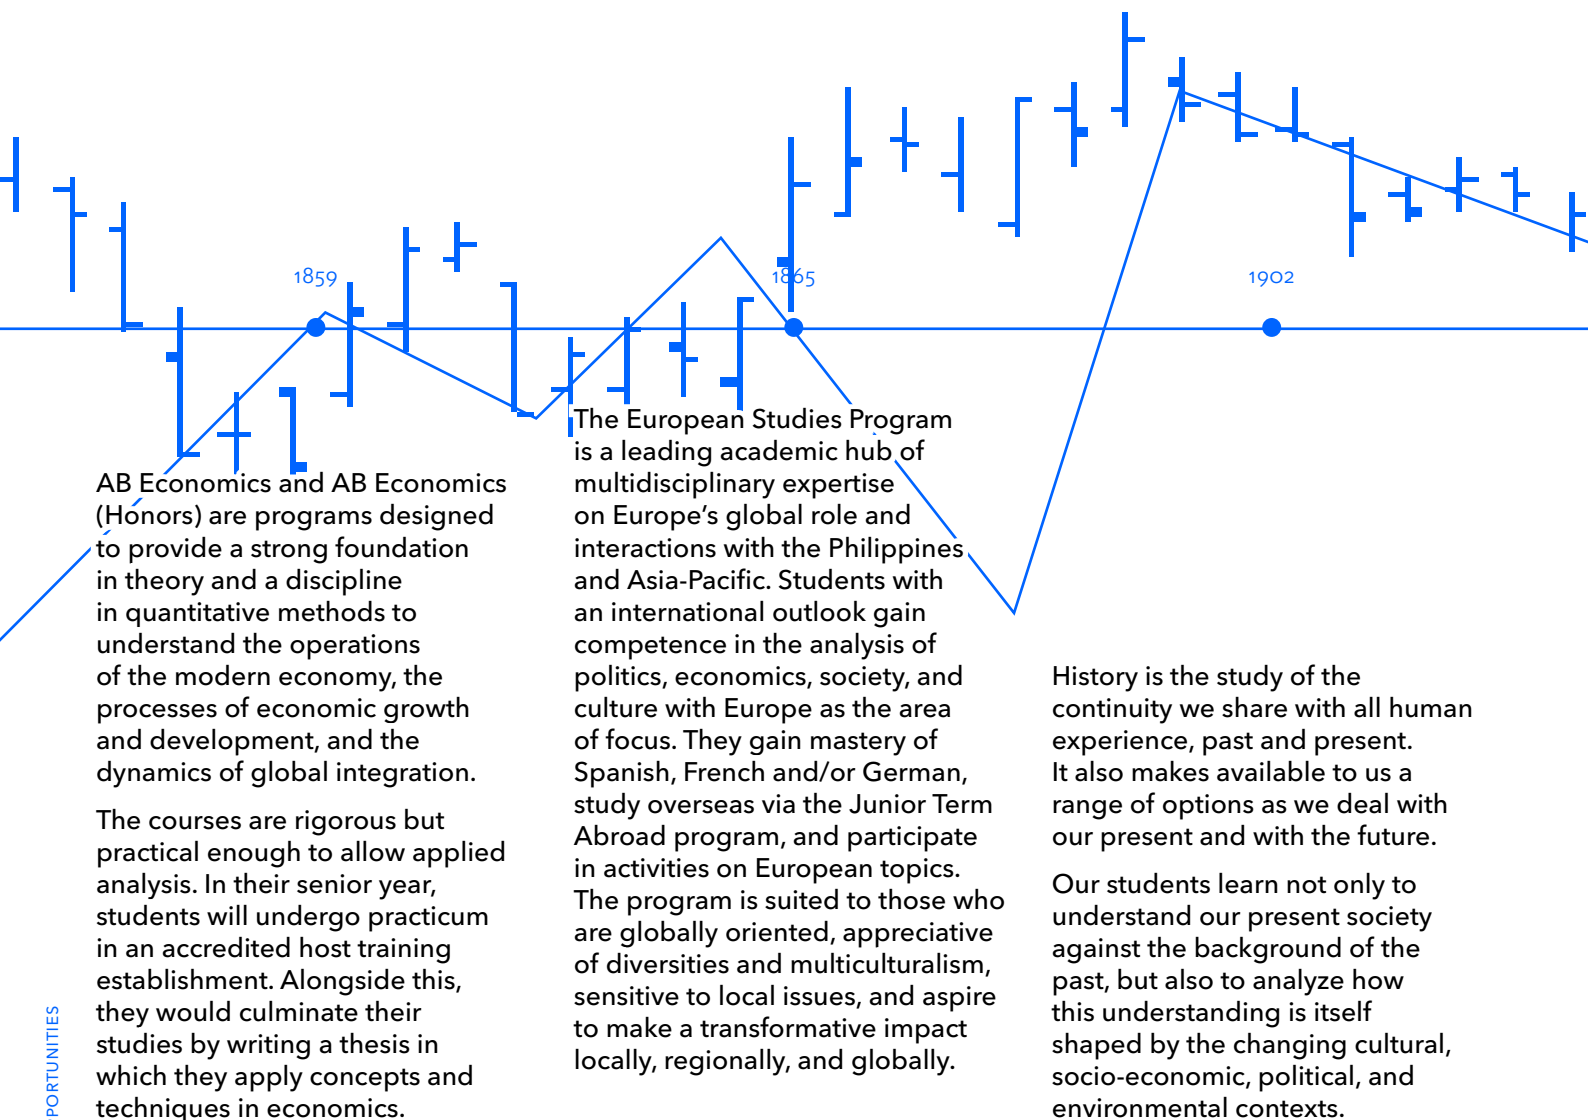 1859
1865
1902
AB Economics and AB Economics
(Honors) are programs designed
to provide a strong foundation
in theory and a discipline
in quantitative methods to
understand the operations
of the modern economy, the
processes of economic growth
and development, and the
dynamics of global integration.
The courses are rigorous but
practical enough to allow applied
analysis. In their senior year,
students will undergo practicum
in an accredited host training
establishment. Alongside this,
they would culminate their
studies by writing a thesis in
which they apply concepts and
techniques in economics.
The European Studies Program
is a leading academic hub of
multidisciplinary expertise
on Europe’s global role and
interactions with the Philippines
and Asia-Pacific. Students with
an international outlook gain
competence in the analysis of
politics, economics, society, and
culture with Europe as the area
of focus. They gain mastery of
Spanish, French and/or German,
study overseas via the Junior Term
Abroad program, and participate
in activities on European topics.
The program is suited to those who
are globally oriented, appreciative
of diversities and multiculturalism,
sensitive to local issues, and aspire
to make a transformative impact
locally, regionally, and globally.
History is the study of the
continuity we share with all human
experience, past and present.
It also makes available to us a
range of options as we deal with
our present and with the future.
Our students learn not only to
understand our present society
against the background of the
past, but also to analyze how
this understanding is itself
shaped by the changing cultural,
socio-economic, political, and
environmental contexts.
PORTUNITIES